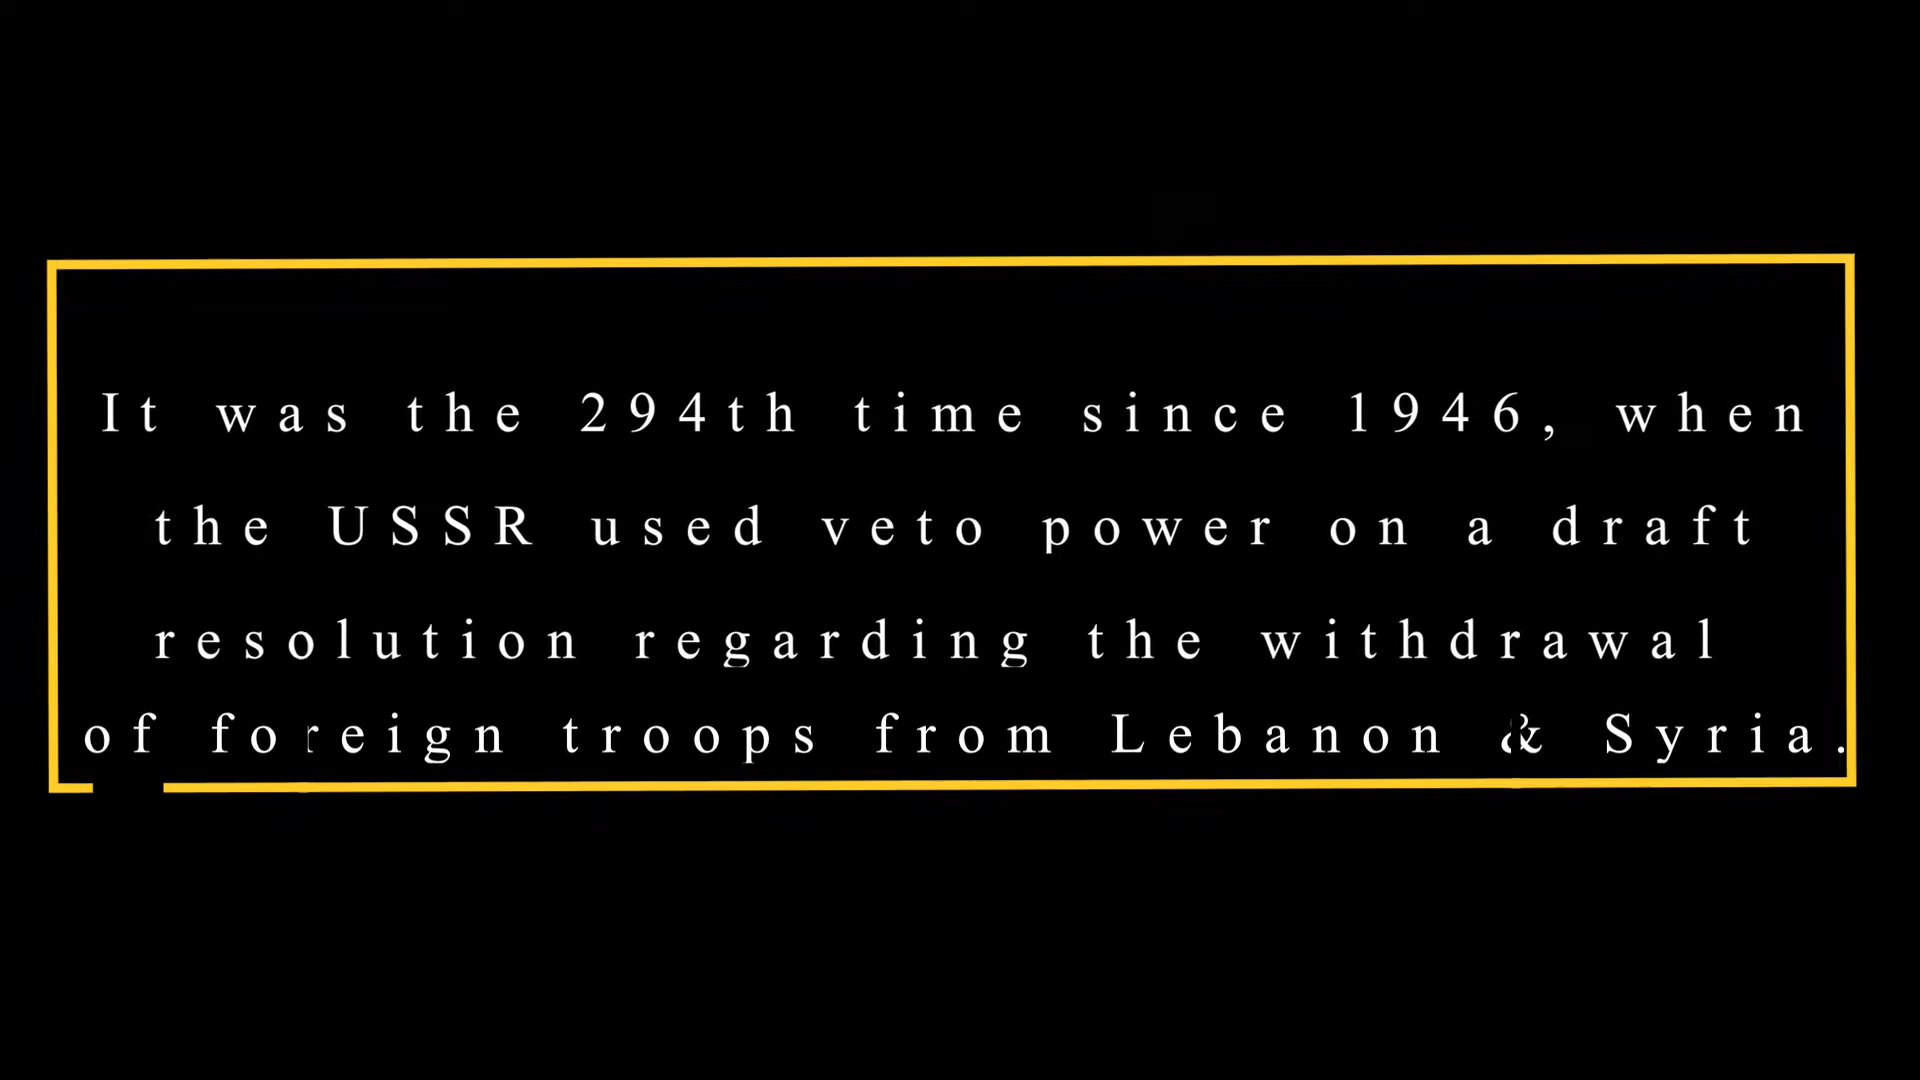 It was the 294th time since 1946, when
the USSR used veto power on a draft
resolution regarding the withdrawal
of foreign troops from Lebanon & Syria.